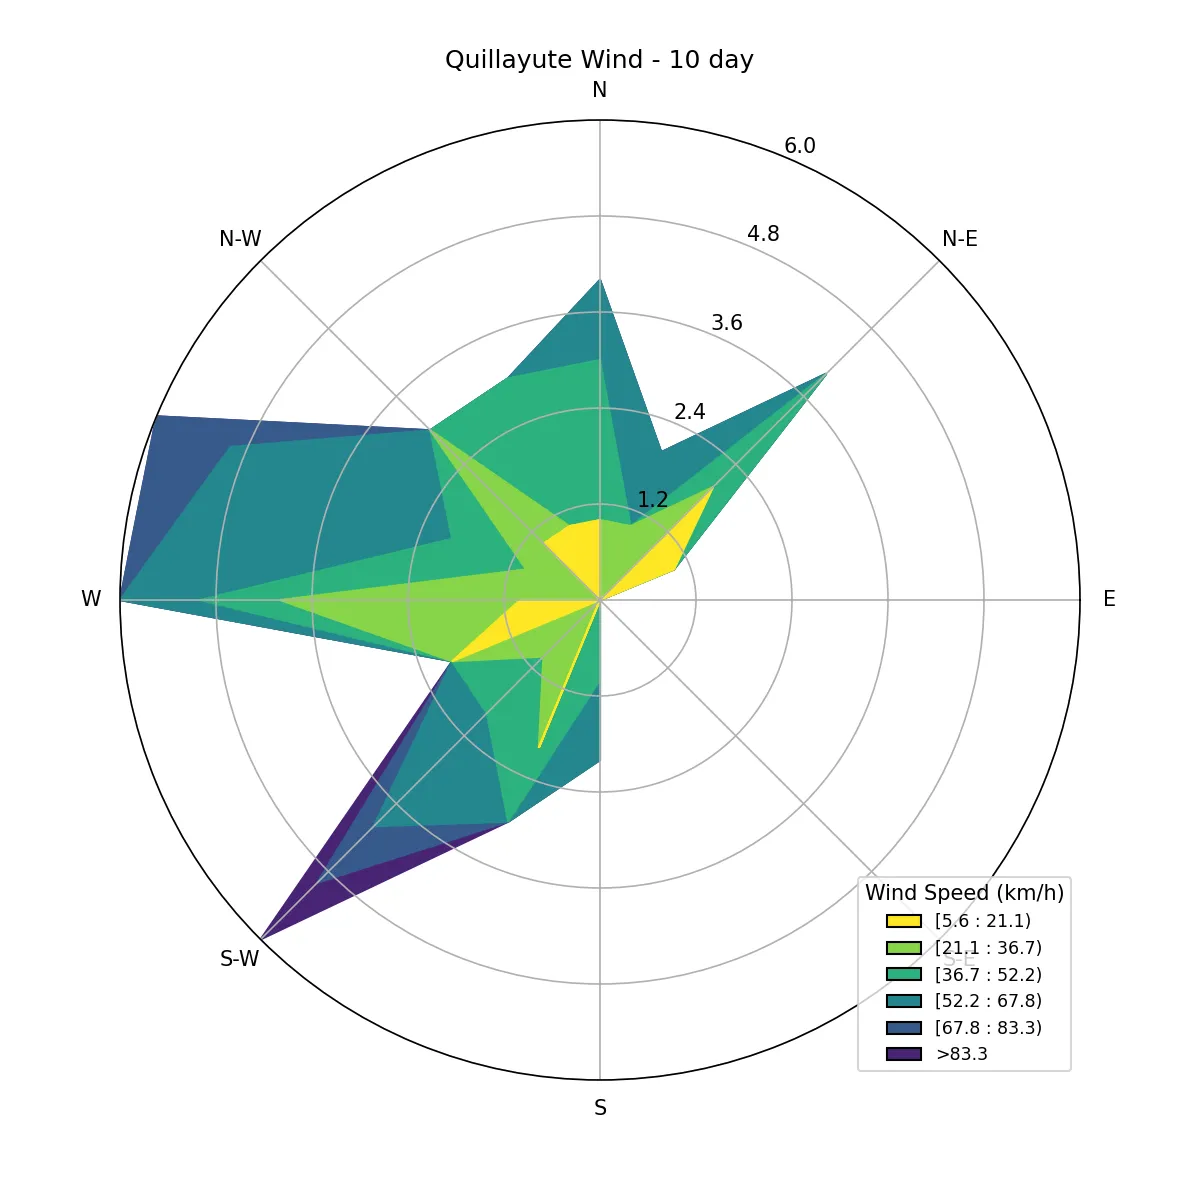 Quillayute Wind - 10 day
N
6.0
N-W
N-E
4.8
3.6
2.4
1.2
W
E
S-W
S-E
S
Wind Speed (km/h)
[5.6 : 21.1)
[21.1 : 36.7)
[36.7 : 52.2)
[52.2 : 67.8)
[67.8 : 83.3)
>83.3